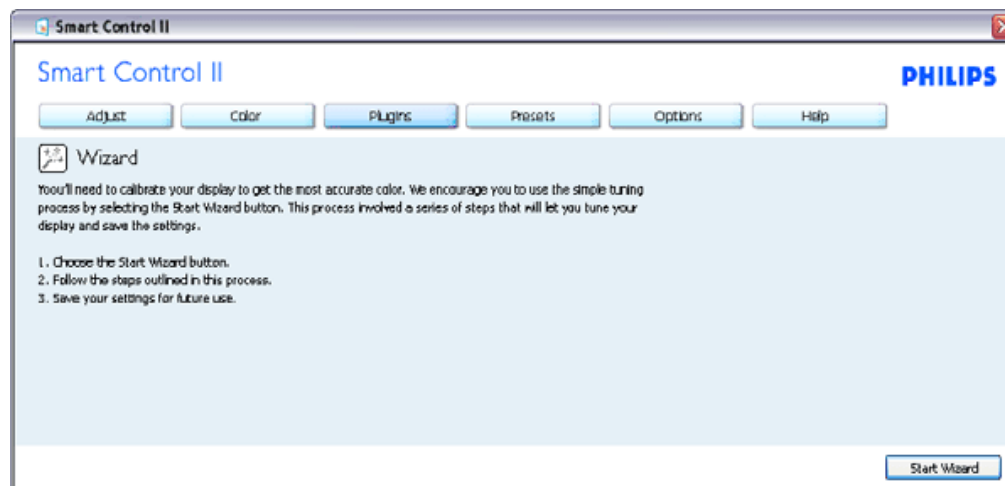 Smart Control II
Smart Control II
PHILIPS
Adjust Color Plugins Presets Options Help
Wizard
Yoou'll need to calibrate your display to get the most accurate color. We encourage you to use the simple tuning
process by selecting the Start Wizard button. This process involved a series of steps that will let you tune your
display and save the settings.
1. Choose the Start Wizard button.
2. Follow the steps outlined in this process.
3. Save your settings for future use.
Start Wizard